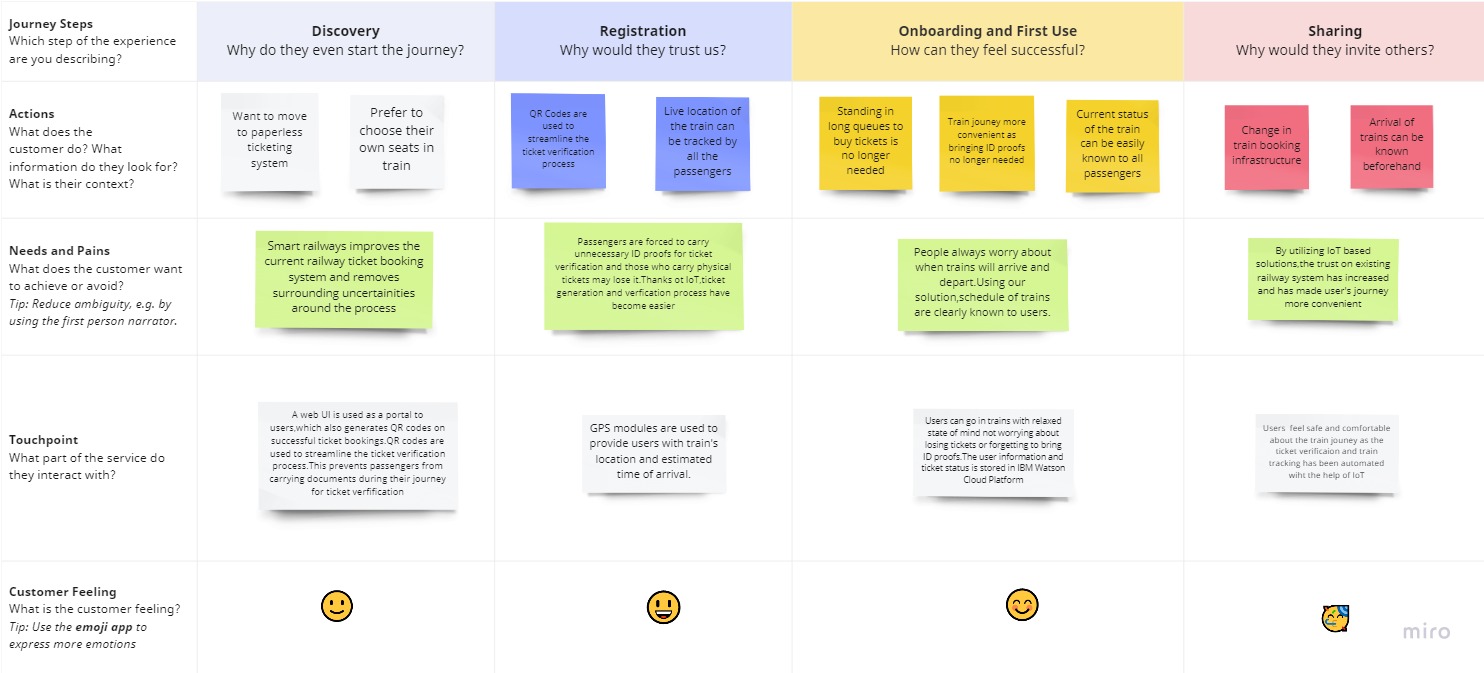 Journey Steps
Which step of the experience
are you describing?
Discovery
Why do they even start the journey?
Registration
Why would they trust us?
Onboarding and First Use
How can they feel successful?
Sharing
Why would they invite others?
Actions
What does the
customer do? What
information do they look for?
What is their context?
Want to move
to paperless
ticketing
system
Prefer to
choose their
own seats in
train
QR Codes are
used to
streamline the
ticket verification
process
Live location of
the train can
be tracked by
all the
passengers
Standing in
long queues to
buy tickets is
no longer
needed
Train jouney more
convenient as
bringing ID proofs
no longer needed
Current status
of the train
can be easily
known to all
passengers
Change in
train booking
infrastructure
Arrival of
trains can be
known
beforehand
Needs and Pains
What does the customer want
to achieve or avoid?
Tip: Reduce ambiguity, e.g. by
using the first person narrator.
Smart railways improves the
current railway ticket booking
system and removes
surrounding uncertainities
around the process
Passengers are forced to carry
unnecessary ID proofs for ticket
verification and those who carry physical
tickets may lose it.Thanks ot IoT,ticket
generation and verfication process have
become easier
People always worry about
when trains will arrive and
depart.Using our
solution,schedule of trains
are clearly known to users.
By utilizing IoT based
solutions,the trust on existing
railway system has increased
and has made user's journey
more convenient
Touchpoint
What part of the service do
they interact with?
A web UI is used as a portal to
users,which also generates QR codes on
successful ticket bookings.QR codes are
used to streamline the ticket verification
process.This prevents passengers from
carrying documents during their journey
for ticket verfification
GPS modules are used to
provide users with train's
location and estimated
time of arrival.
Users can go in trains with relaxed
state of mind not worrying about
losing tickets or forgetting to bring
ID proofs.The user information and
ticket status is stored in IBM Watson
Cloud Platform
Users feel safe and comfortable
about the train jouney as the
ticket verificaion and train
tracking has been automated
wiht the help of IoT
Customer Feeling
What is the customer feeling?
Tip: Use the emoji app to
express more emotions
miro